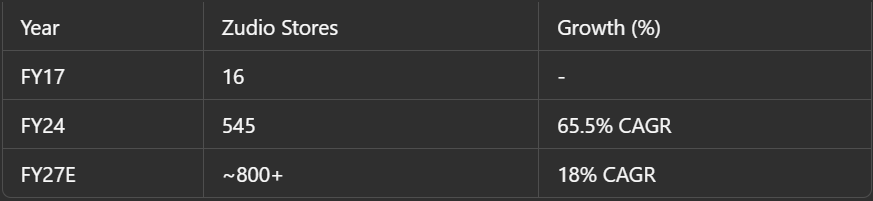 Year Zudio Stores Growth (%)
FY17 16 -
FY24 545 65.5% CAGR
FY27E ~800+ 18% CAGR